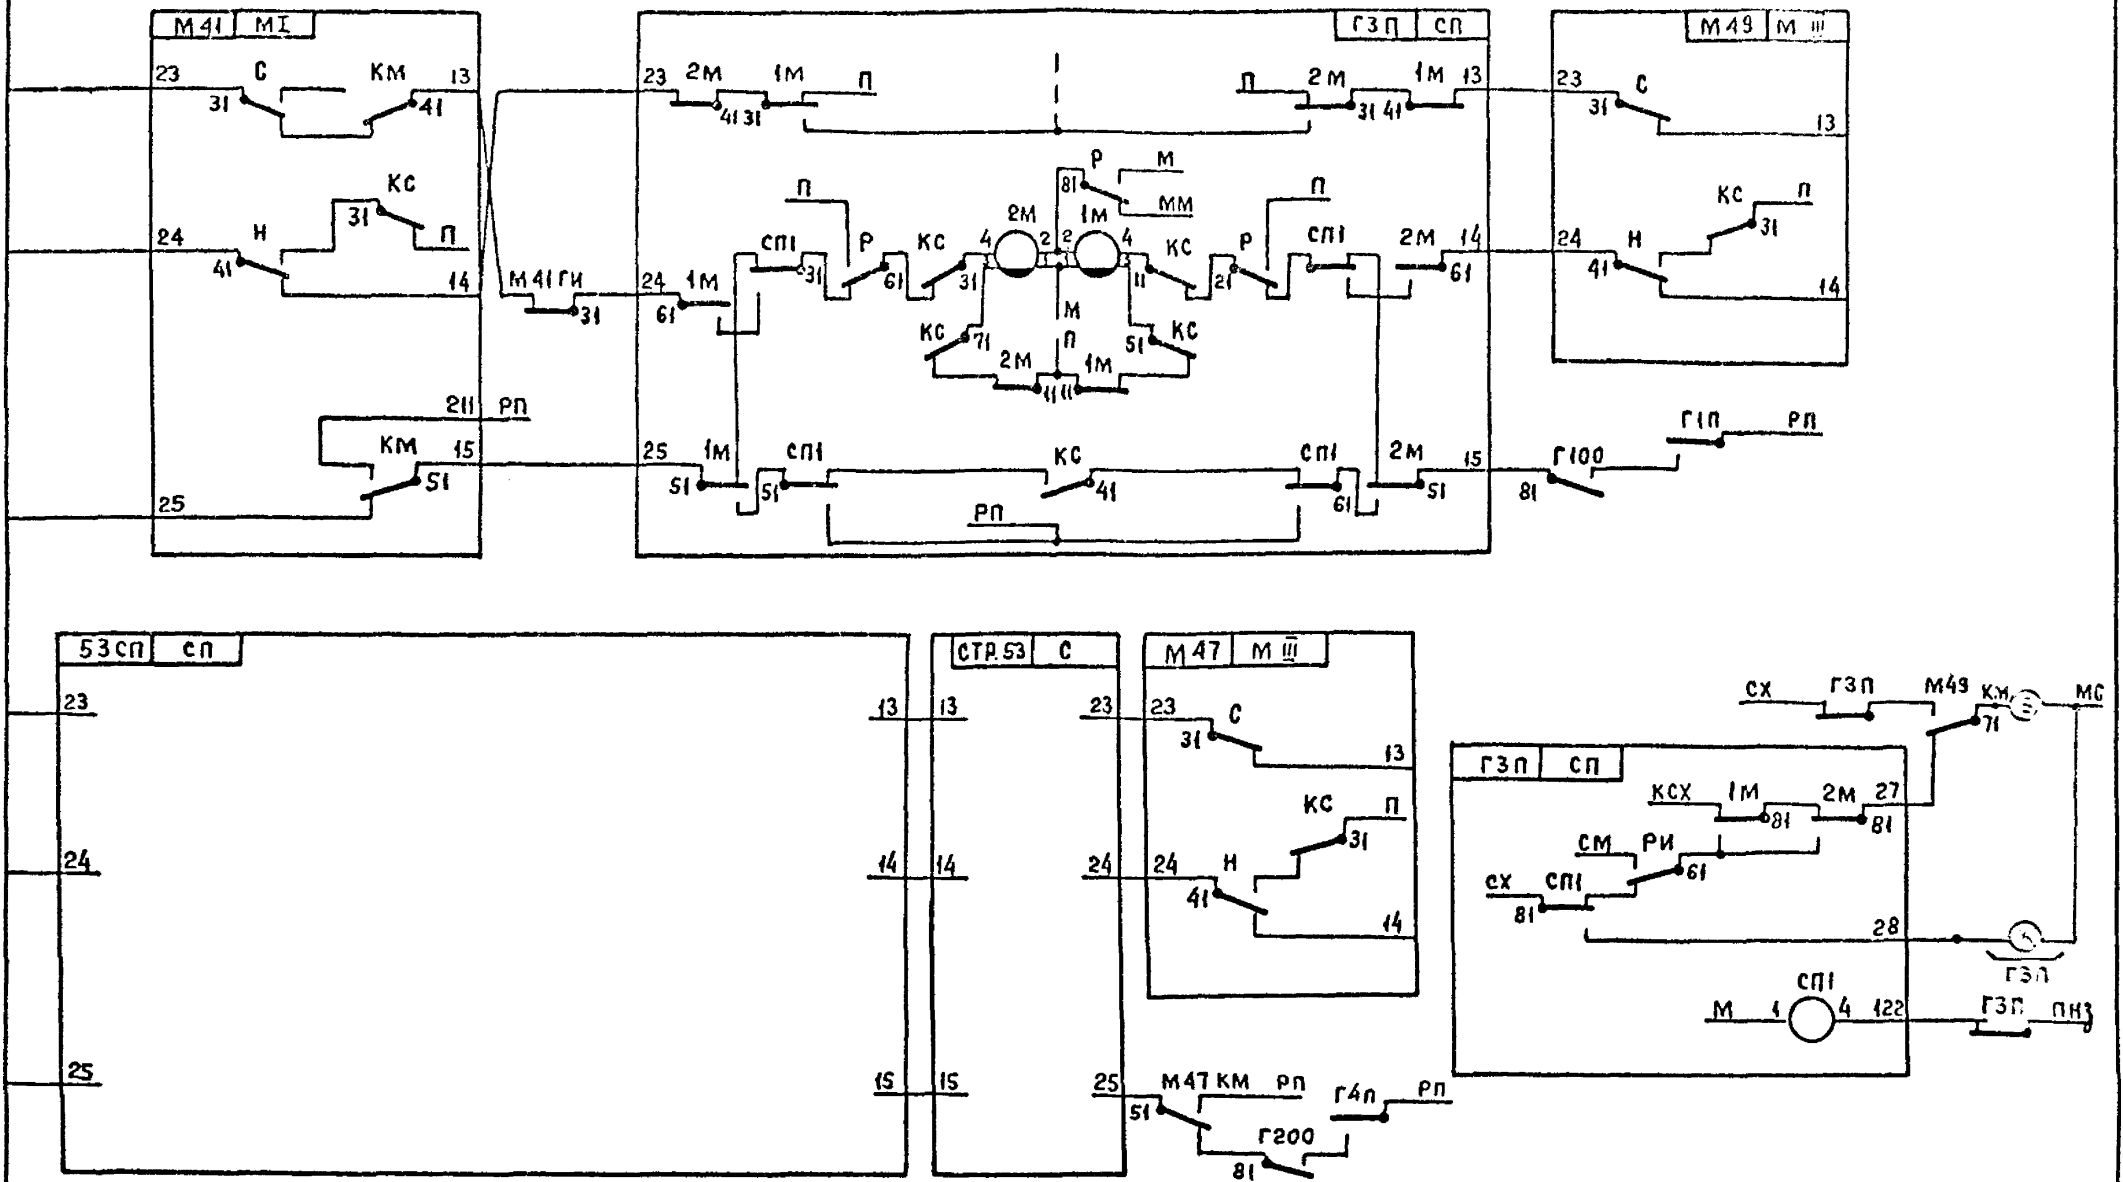 М41 МI
23 С КМ 13
31 41
КС
31
24 Н П
41
14
211 РП
КМ 15
51
25
М41ГИ
31
ГЗП СП
23 2М 1М П
41 31
П 2М 1М 13
31 41
Р М
81
ММ
П П
2М 1М
СП1 Р КС 4 2 2 4 КС Р СП1 2М 14
31 61 31 11 21 61
24 1М
61
М
КС П КС
71 51
2М 1М
11 11
25 1М СП1 КС СП1 2М 15
51 51 41 61 51
РП
М49 М III
23 С
31
13
КС П
31
24 Н
41
14
Г1П РП
Г100
81
53СП СП
23 13
24 14
25 15
СТР.53 С
13 23
14 24
15 25
М47 М III
23 С
31
13
КС П
31
24 Н
41
14
М47 КМ РП
51
Г4П РП
Г200
81
СХ ГЗП М49 КМ МС
71
ГЗП СП
КСХ 1М 2М 27
81 81
СМ РИ
61
СХ СП1
81
28
ГЗП
СП1
М 1 4 122 ГЗП ПНЗ